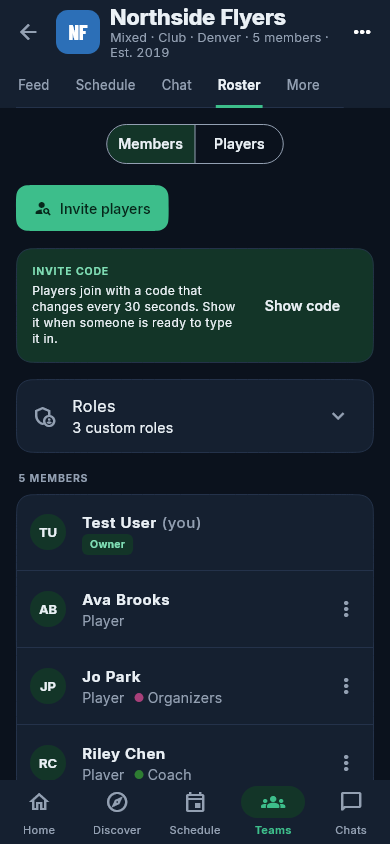 NF
Northside Flyers
Mixed · Club · Denver · 5 members ·
Est. 2019
Feed
Schedule
Chat
Roster
More
Members
Players
Invite players
INVITE CODE
Players join with a code that
changes every 30 seconds. Show
it when someone is ready to type
it in.
Show code
Roles
3 custom roles
5 MEMBERS
TU
Test User (you)
Owner
AB
Ava Brooks
Player
JP
Jo Park
Player
Organizers
RC
Riley Chen
Player
Coach
Home
Discover
Schedule
Teams
Chats